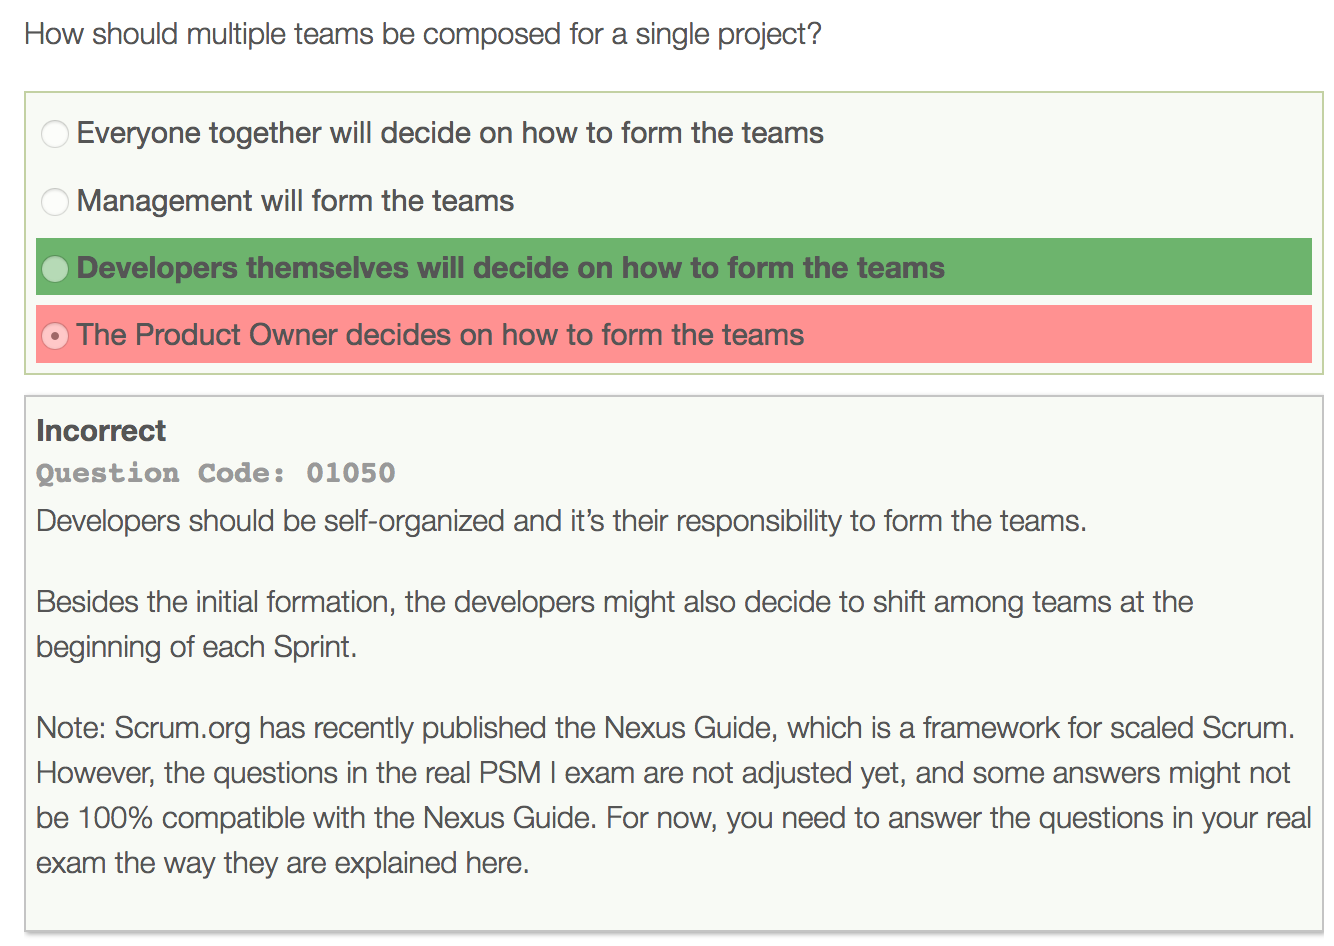 How should multiple teams be composed for a single project?
Everyone together will decide on how to form the teams
Management will form the teams
Developers themselves will decide on how to form the teams
The Product Owner decides on how to form the teams
Incorrect
Question Code: 01050
Developers should be self-organized and it’s their responsibility to form the teams.
Besides the initial formation, the developers might also decide to shift among teams at the
beginning of each Sprint.
Note: Scrum.org has recently published the Nexus Guide, which is a framework for scaled Scrum.
However, the questions in the real PSM I exam are not adjusted yet, and some answers might not
be 100% compatible with the Nexus Guide. For now, you need to answer the questions in your real
exam the way they are explained here.